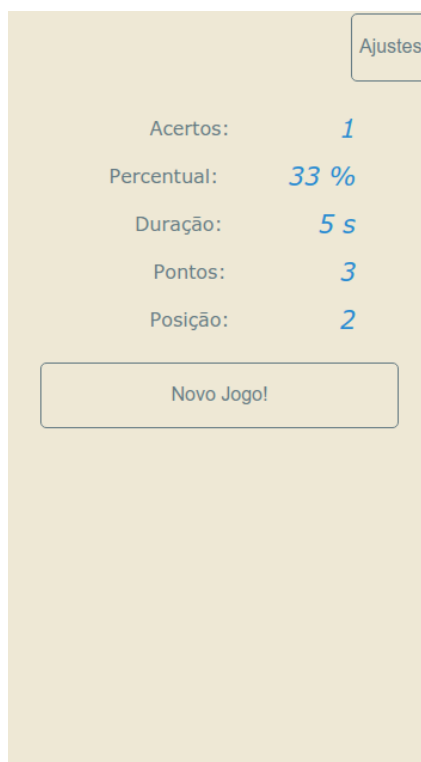 Ajustes
Acertos: 1
Percentual: 33 %
Duração: 5 s
Pontos: 3
Posição: 2
Novo Jogo!